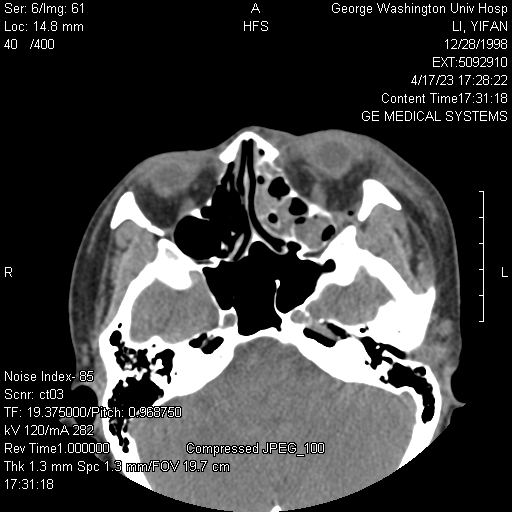 Ser: 6/Img: 61
Loc: 14.8 mm
40 /400
A
HFS
George Washington Univ Hosp
LI, YIFAN
12/28/1998
EXT:5092910
4/17/23 17:28:22
Content Time17:31:18
GE MEDICAL SYSTEMS
R
L
Noise Index- 85
Scnr: ct03
TF: 19.375000/Pitch: 0.968750
kV 120/mA 282
Rev Time1.000000
Compressed JPEG_100
Thk 1.3 mm Spc 1.3 mm/FOV 19.7 cm
17:31:18